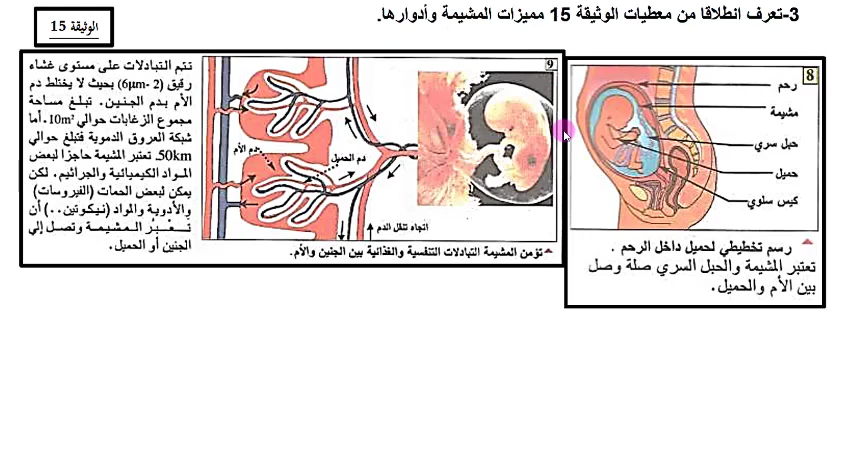 3-تعرف انطلاقا من معطيات الوثيقة 15 مميزات المشيمة وأدوارها.
الوثيقة 15
8
رحم
مشيمة
حبل سري
حميل
كيس سلوي
رسم تخطيطي لحميل داخل الرحم .
تعتبر المشيمة والحبل السري صلة وصل
بين الأم والحميل.
9
دم الأم
دم الحميل
اتجاه تنقل الدم
تؤمن المشيمة التبادلات التنفسية والغذائية بين الجنين والأم.
تتم التبادلات على مستوى غشاء
رقيق (2 -6µm) بحيث لا يختلط دم
الأم بدم الجنين. تبلغ مساحة
مجموع الزغابات حوالي 10m². أما
شبكة العروق الدموية فتبلغ حوالي
50km. تعتبر المشيمة حاجزا لبعض
المواد الكيميائية والجراثيم، لكن
يمكن لبعض الحمات (الفيروسات)
والأدوية والمواد (نيكوتين..) أن
تعبر المشيمة وتصل إلى
الجنين أو الحميل.